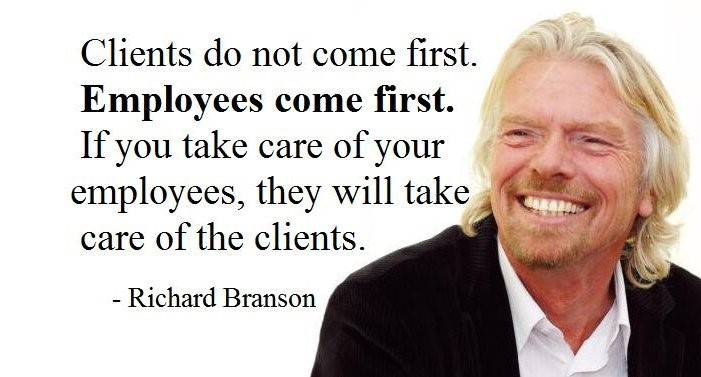 Clients do not come first.
Employees come first.
If you take care of your
employees, they will take
care of the clients.
- Richard Branson